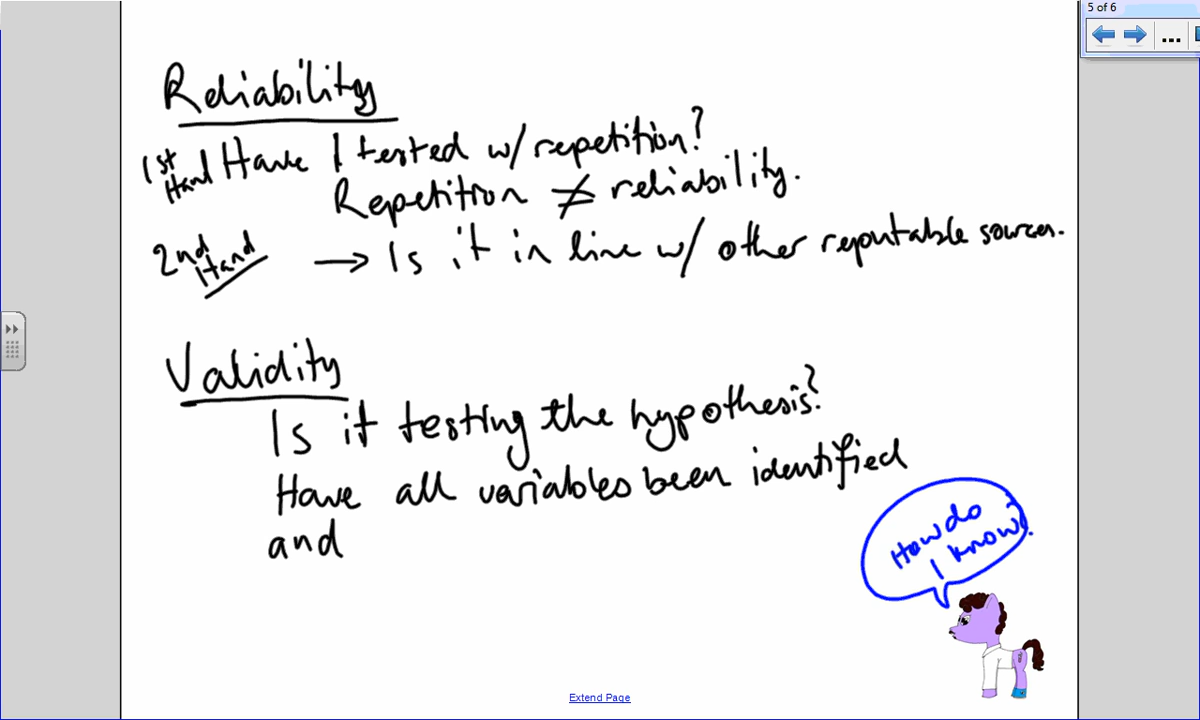 5 of 6
...
Reliability
1st Hand Have I tested w/ repetition?
Repetition ≠ reliability.
2nd Hand → Is it in line w/ other reputable sources.
Validity
Is it testing the hypothesis?
Have all variables been identified
and
How do
I know?
Extend Page